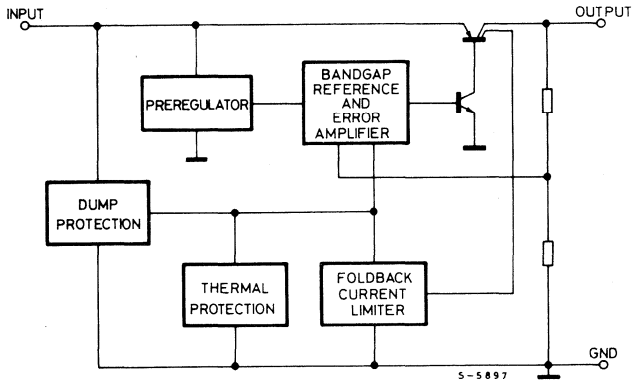 INPUT
OUTPUT
PREREGULATOR
BANDGAP
REFERENCE
AND
ERROR
AMPLIFIER
DUMP
PROTECTION
THERMAL
PROTECTION
FOLDBACK
CURRENT
LIMITER
GND
S-5897